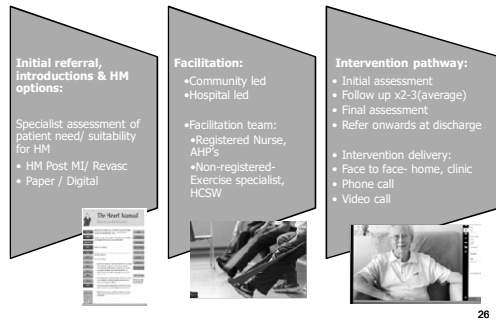 Initial referral,
introductions & HM
options:
Specialist assessment of
patient need/ suitability
for HM
• HM Post MI/ Revasc
• Paper / Digital
The Heart Manual
Facilitation:
•Community led
•Hospital led
•Facilitation team:
•Registered Nurse,
AHP's
•Non-registered-
Exercise specialist,
HCSW
Intervention pathway:
• Initial assessment
• Follow up x2-3(average)
• Final assessment
• Refer onwards at discharge
• Intervention delivery:
• Face to face- home, clinic
• Phone call
• Video call
26